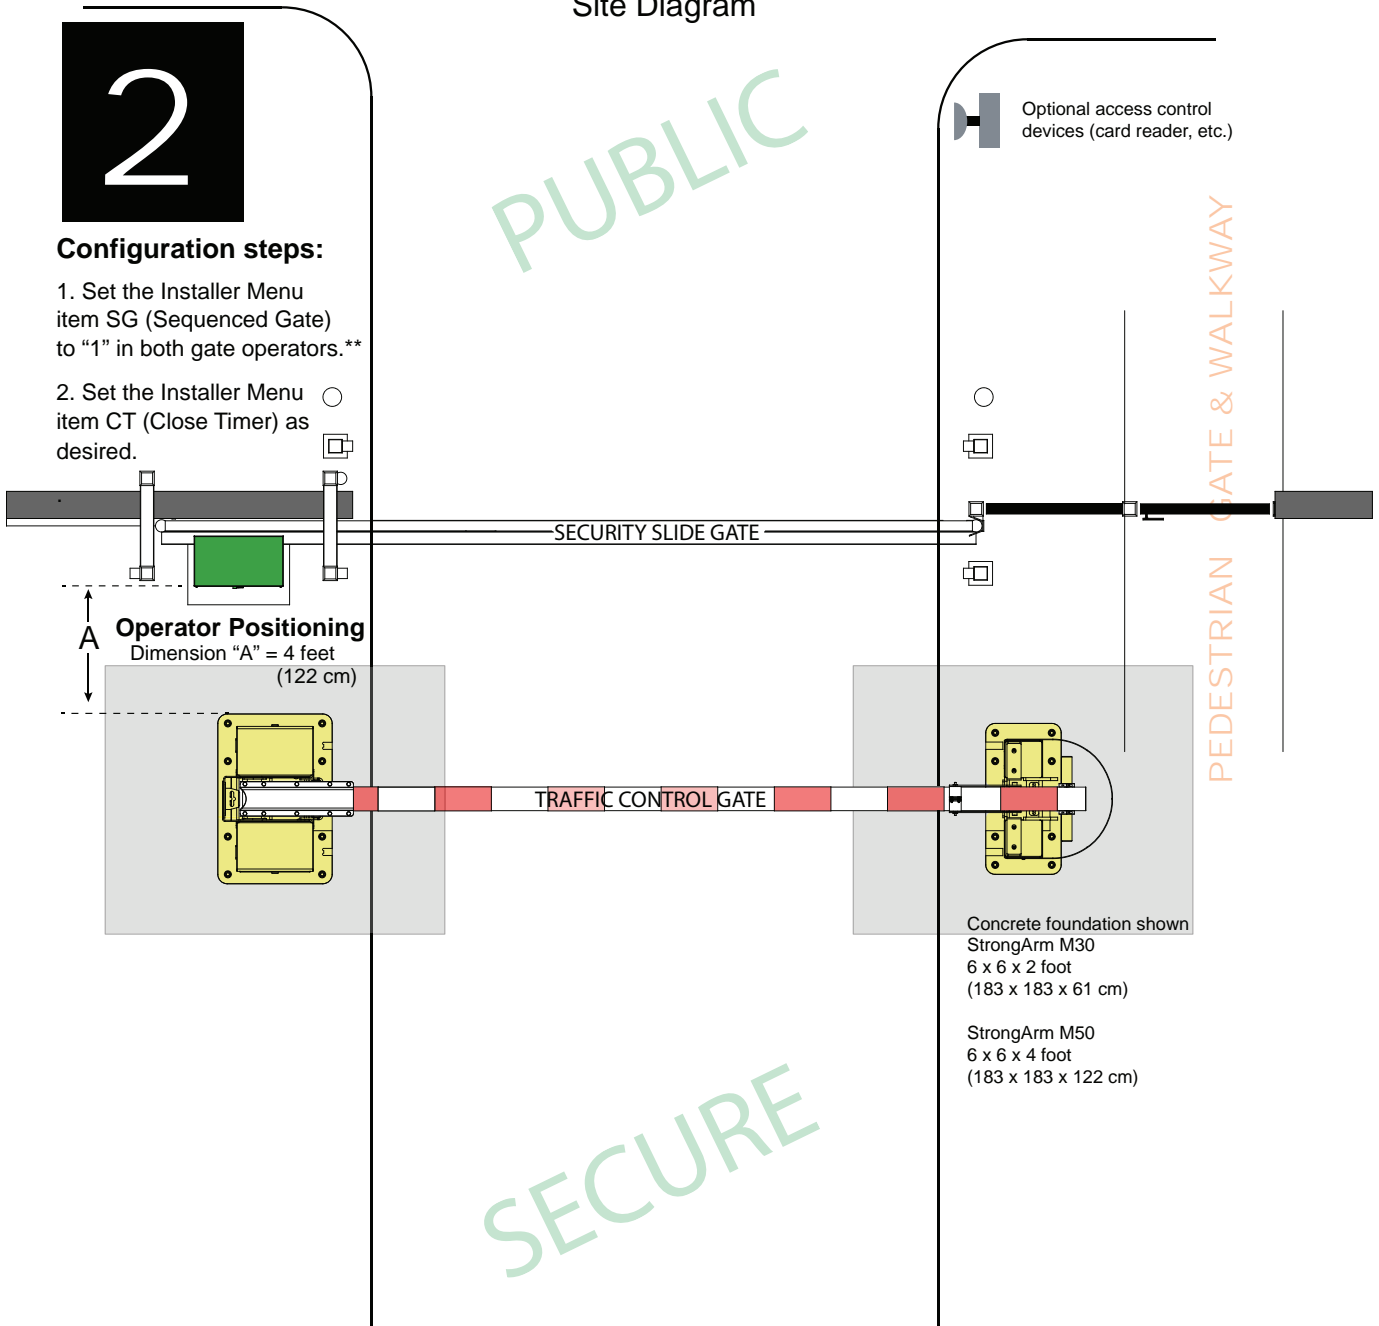 Site Diagram
2
PUBLIC
Optional access control
devices (card reader, etc.)
Configuration steps:
1. Set the Installer Menu
item SG (Sequenced Gate)
to “1” in both gate operators.**
2. Set the Installer Menu
item CT (Close Timer) as
desired.
PEDESTRIAN GATE & WALKWAY
SECURITY SLIDE GATE
A
Operator Positioning
Dimension “A” = 4 feet
(122 cm)
TRAFFIC CONTROL GATE
Concrete foundation shown
StrongArm M30
6 x 6 x 2 foot
(183 x 183 x 61 cm)
StrongArm M50
6 x 6 x 4 foot
(183 x 183 x 122 cm)
SECURE